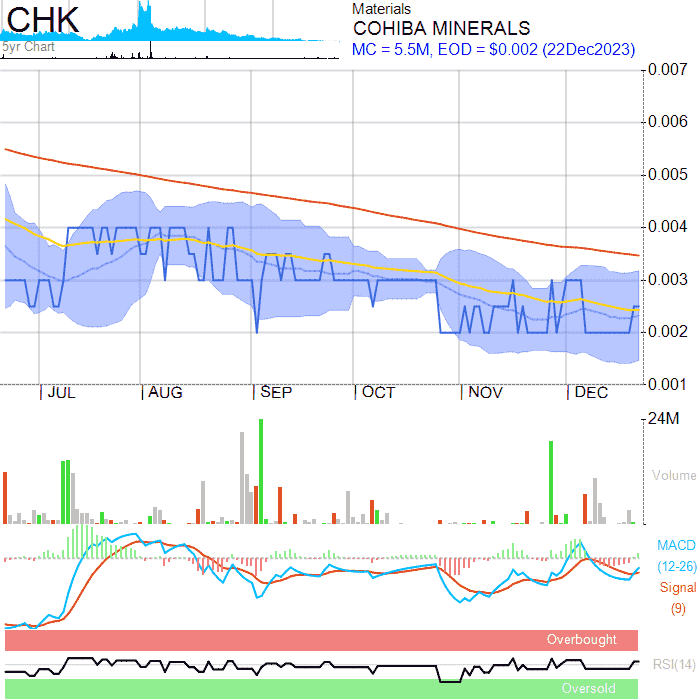 CHK
5yr Chart
Materials
COHIBA MINERALS
MC = 5.5M, EOD = $0.002 (22Dec2023)
0.007
0.006
0.005
0.004
0.003
0.002
0.001
JUL AUG SEP OCT NOV DEC
24M
Volume
MACD
(12-26)
Signal
(9)
Overbought
RSI(14)
Oversold